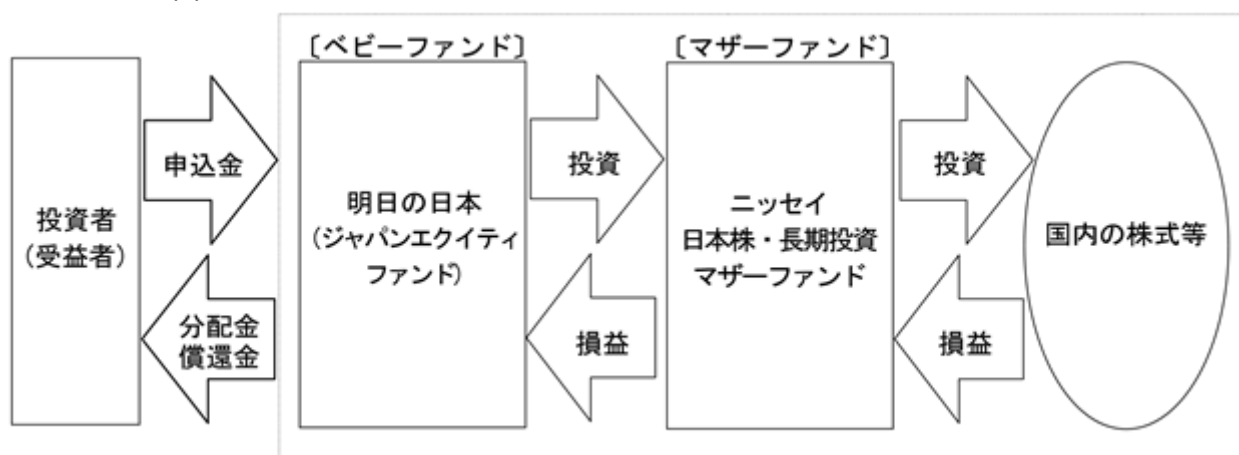 〔ベビーファンド〕
〔マザーファンド〕
投資者
(受益者)
申込金
分配金
償還金
明日の日本
(ジャパンエクイティ
ファンド)
投資
損益
ニッセイ
日本株・長期投資
マザーファンド
投資
損益
国内の株式等